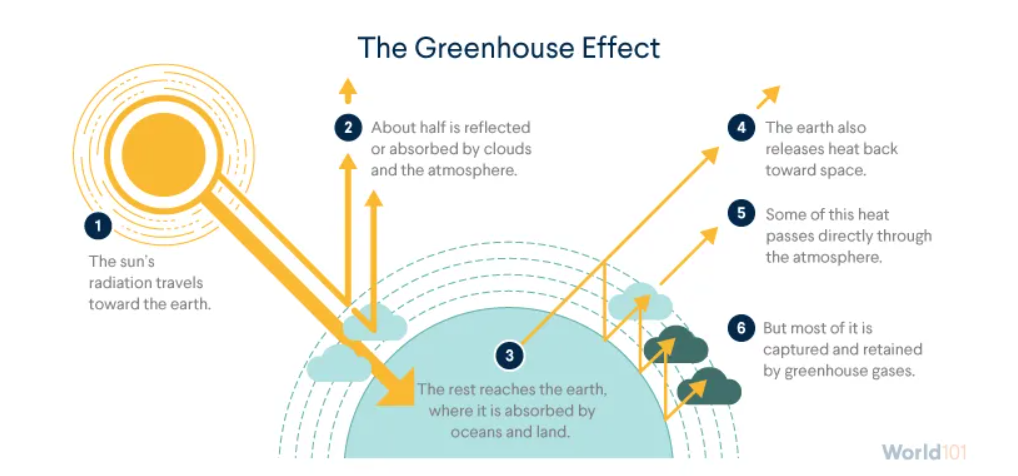 The Greenhouse Effect
1
The sun's
radiation travels
toward the earth.
2
About half is reflected
or absorbed by clouds
and the atmosphere.
3
The rest reaches the earth,
where it is absorbed by
oceans and land.
4
The earth also
releases heat back
toward space.
5
Some of this heat
passes directly through
the atmosphere.
6
But most of it is
captured and retained
by greenhouse gases.
World101